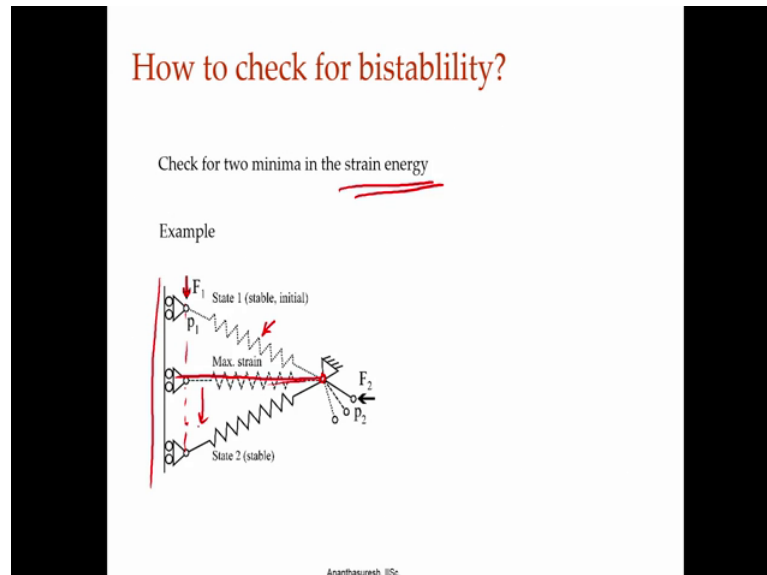 How to check for bistablility?
Check for two minima in the strain energy
Example
F1
State 1 (stable, initial)
p1
Max. strain
F2
p2
State 2 (stable)
Ananthasuresh, IISc